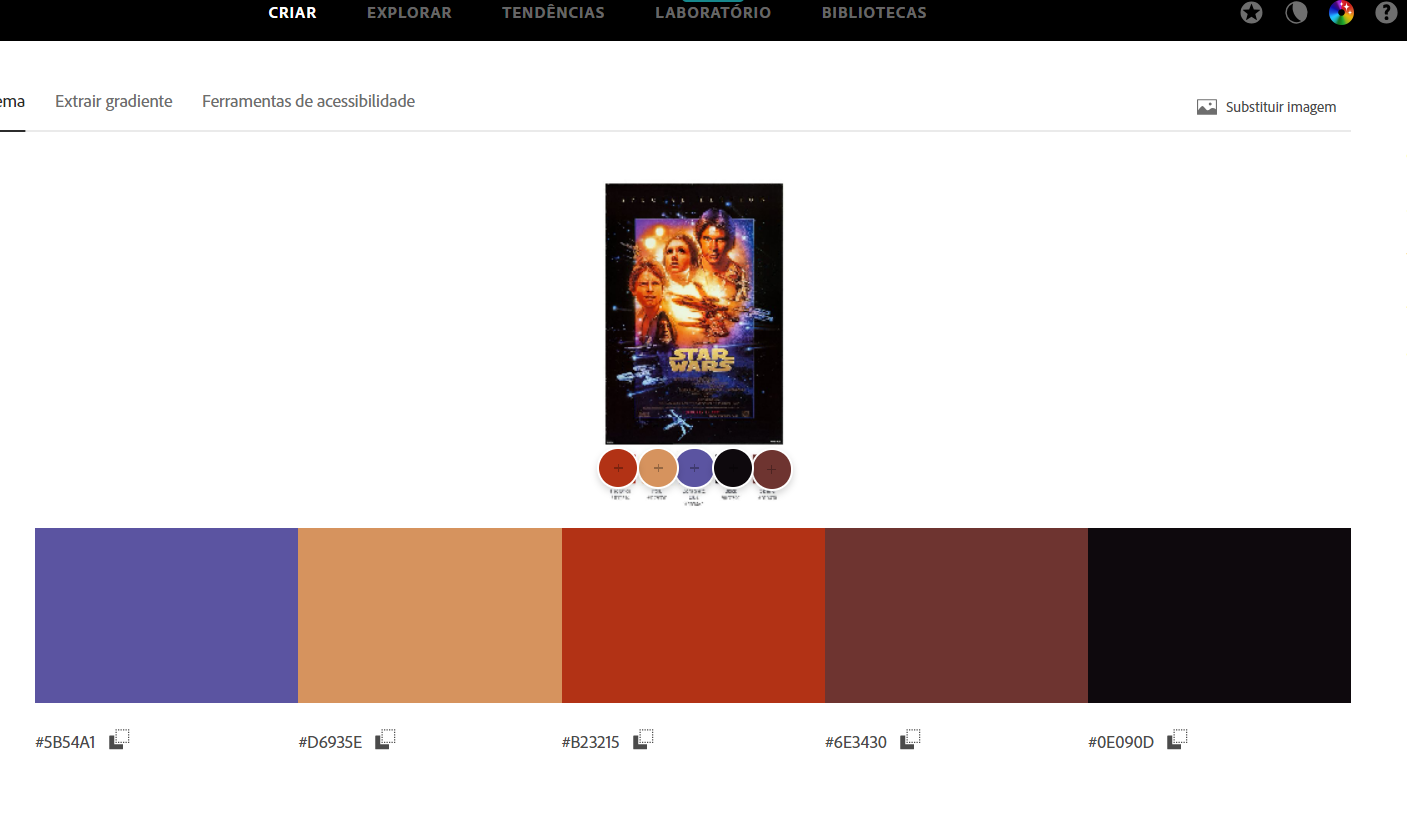 CRIAR EXPLORAR TENDÊNCIAS LABORATÓRIO BIBLIOTECAS
ema Extrair gradiente Ferramentas de acessibilidade
Substituir imagem
STAR
WARS
#5B54A1 #D6935E #B23215 #6E3430 #0E090D